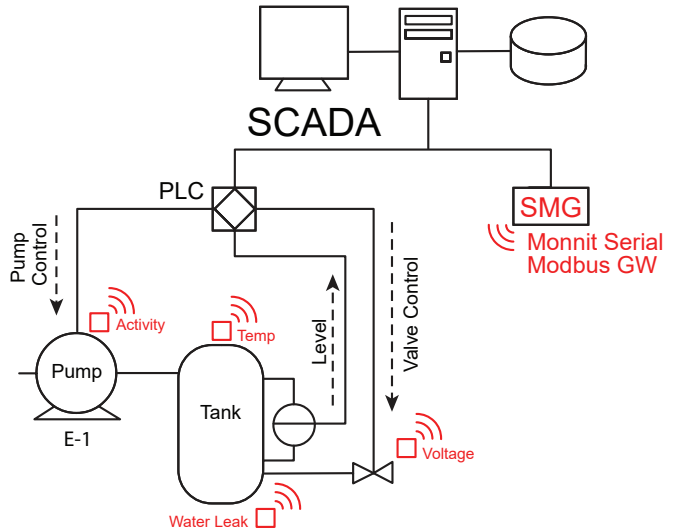 SCADA
PLC
SMG
Monnit Serial
Modbus GW
Pump
Control
Activity
Temp
Level
Valve Control
Pump
Tank
E-1
Voltage
Water Leak